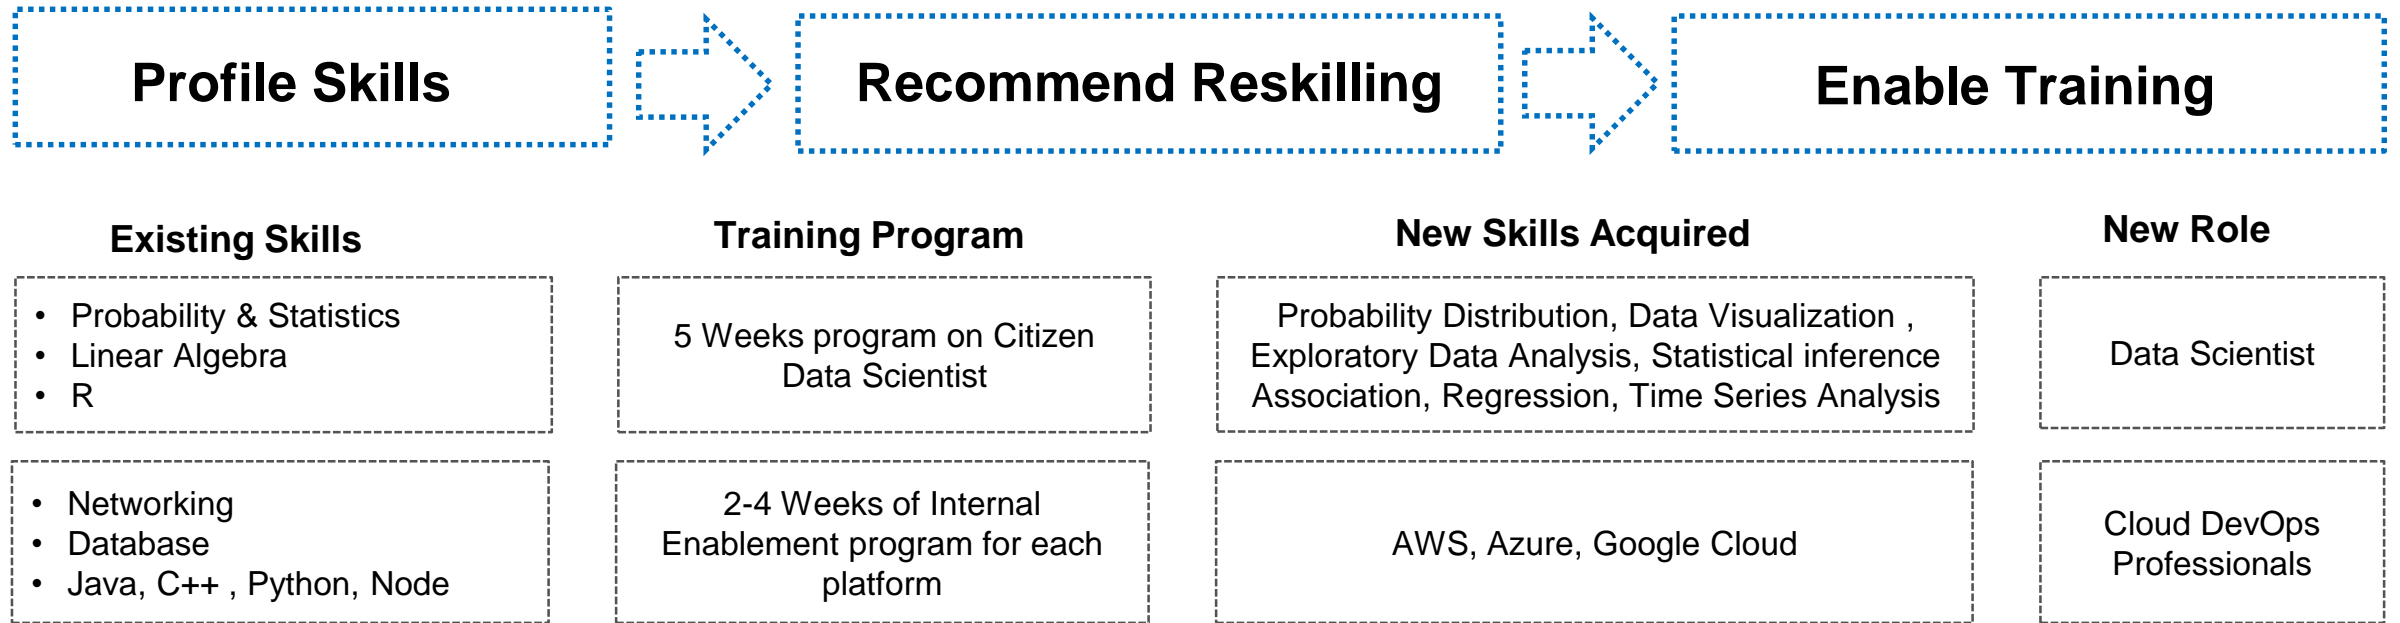 Profile Skills
Recommend Reskilling
Enable Training
Existing Skills
Training Program
New Skills Acquired
New Role
• Probability & Statistics
• Linear Algebra
• R
5 Weeks program on Citizen
Data Scientist
Probability Distribution, Data Visualization ,
Exploratory Data Analysis, Statistical inference
Association, Regression, Time Series Analysis
Data Scientist
• Networking
• Database
• Java, C++ , Python, Node
2-4 Weeks of Internal
Enablement program for each
platform
AWS, Azure, Google Cloud
Cloud DevOps
Professionals